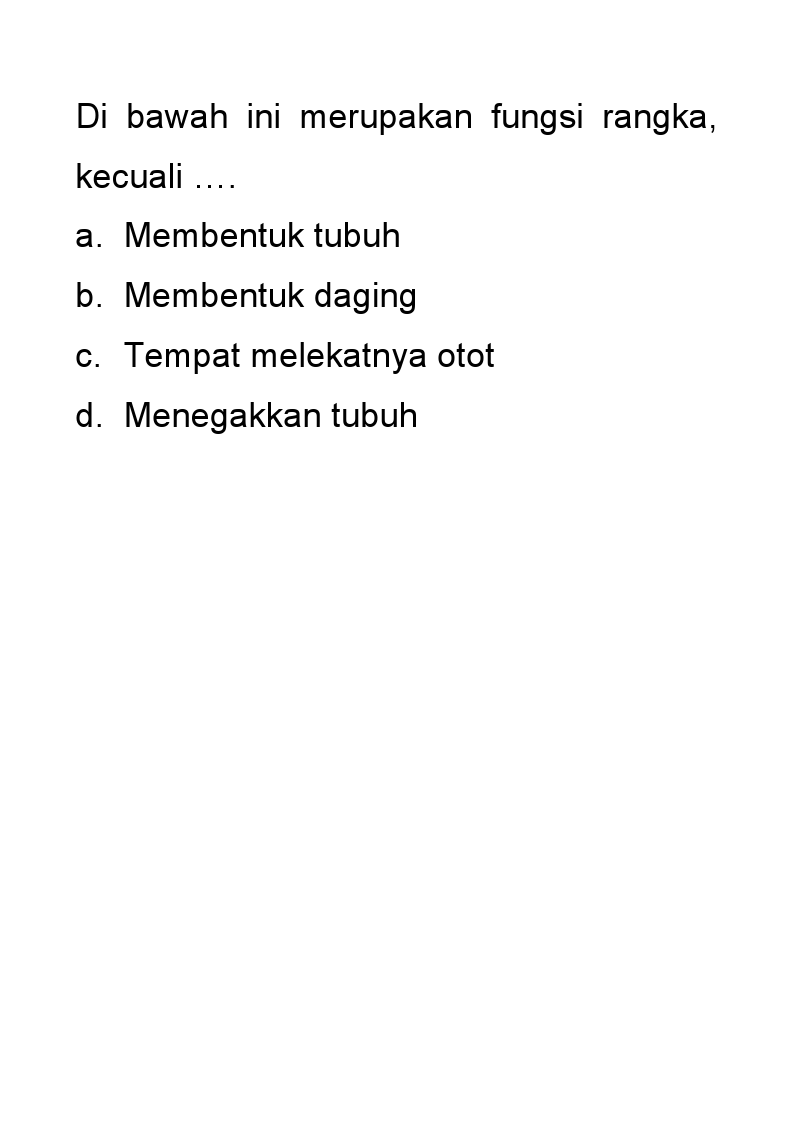 Di bawah ini merupakan fungsi rangka,
kecuali ….
a. Membentuk tubuh
b. Membentuk daging
c. Tempat melekatnya otot
d. Menegakkan tubuh